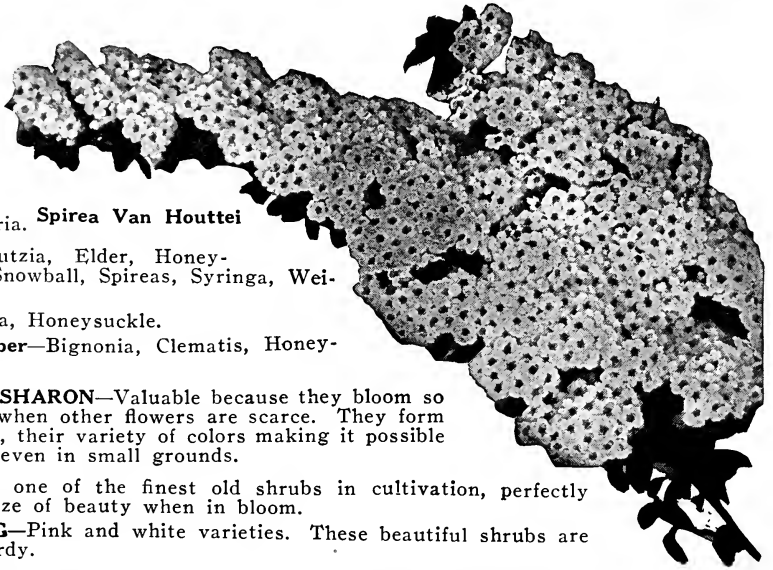 ria. Spirea Van Houttei
utzia, Elder, Honey-
Snowball, Spireas, Syringa, Wei-
a, Honeysuckle.
ber—Bignonia, Clematis, Honey-
SHARON—Valuable because they bloom so
when other flowers are scarce. They form
, their variety of colors making it possible
even in small grounds.
one of the finest old shrubs in cultivation, perfectly
ze of beauty when in bloom.
G—Pink and white varieties. These beautiful shrubs are
rdy.